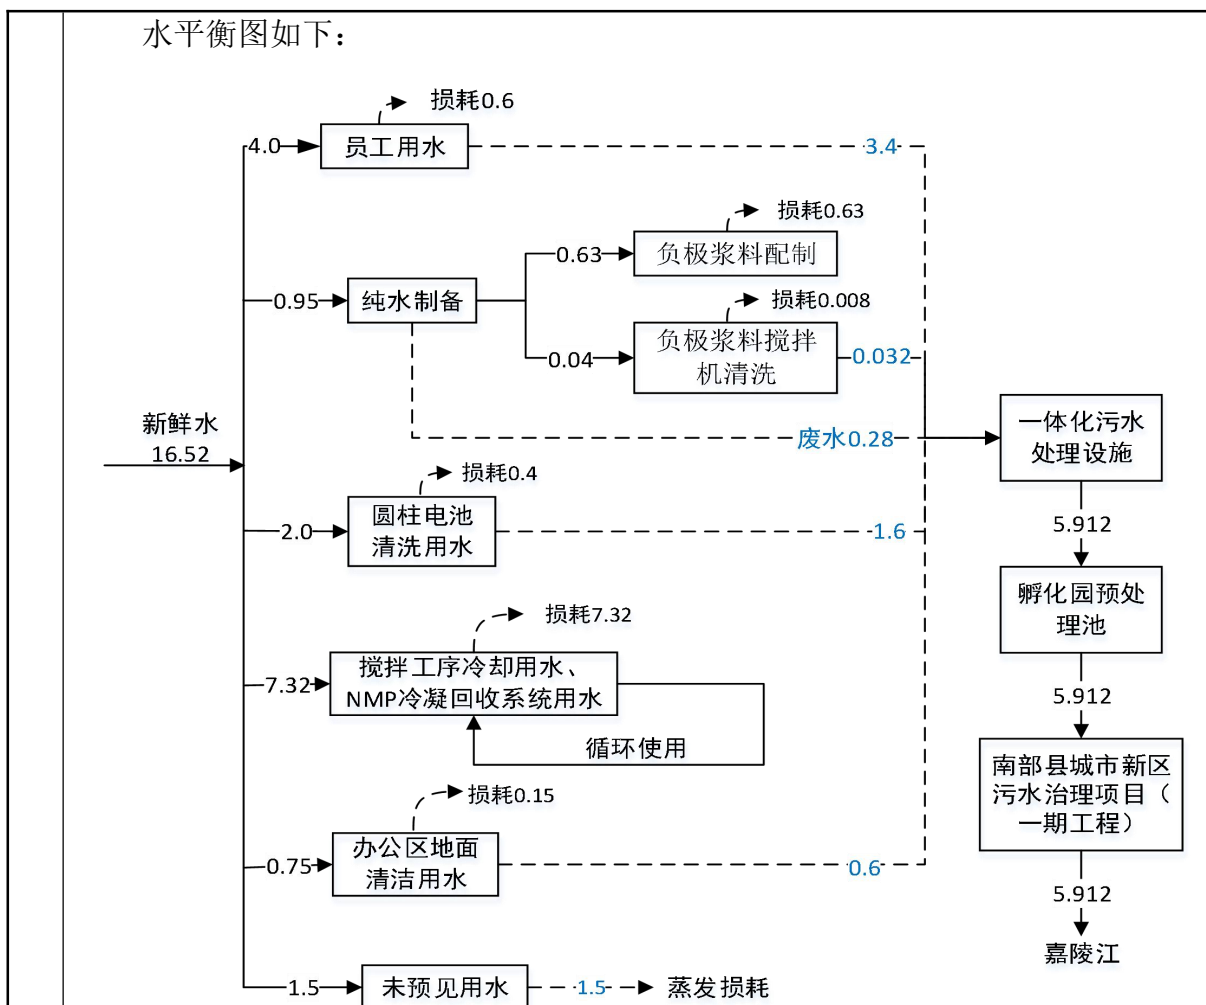 水平衡图如下：
损耗0.6
4.0
员工用水
3.4
损耗0.63
0.63
负极浆料配制
0.95
纯水制备
损耗0.008
0.04
负极浆料搅拌
机清洗
0.032
废水0.28
新鲜水
16.52
一体化污水
处理设施
损耗0.4
2.0
圆柱电池
清洗用水
1.6
5.912
孵化园预处
理池
损耗7.32
7.32
搅拌工序冷却用水、
NMP冷凝回收系统用水
循环使用
5.912
南部县城市新区
污水治理项目（
一期工程）
损耗0.15
0.75
办公区地面
清洁用水
0.6
5.912
嘉陵江
1.5
未预见用水
1.5
蒸发损耗